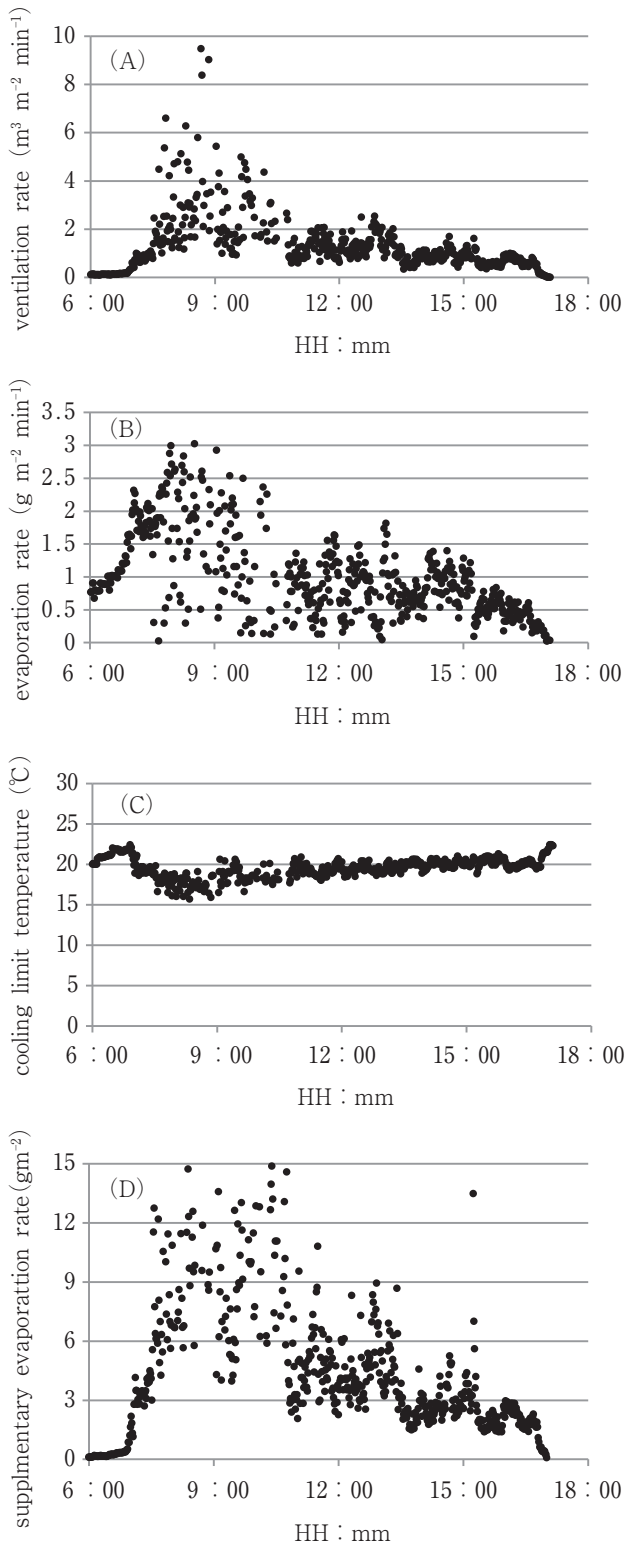 (A)
ventilation rate (m³ m⁻² min⁻¹)
10
8
6
4
2
0
6：00 9：00 12：00 15：00 18：00
HH：mm
(B)
evaporation rate (g m⁻² min⁻¹)
3.5
3
2.5
2
1.5
1
0.5
0
6：00 9：00 12：00 15：00 18：00
HH：mm
(C)
cooling limit temperature (℃)
30
25
20
15
10
5
0
6：00 9：00 12：00 15：00 18：00
HH：mm
(D)
supplmentary evaporattion rate(gm⁻²)
15
12
9
6
3
0
6：00 9：00 12：00 15：00 18：00
HH：mm